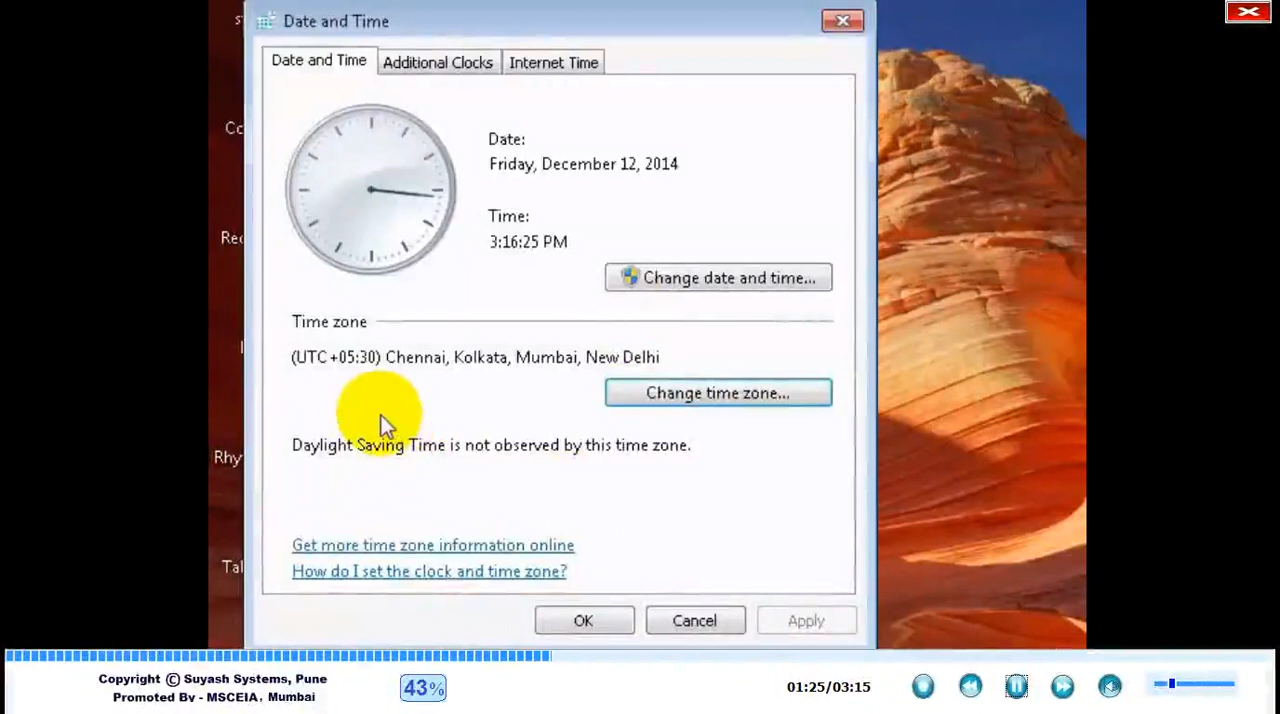 Date and Time
Date and Time
Additional Clocks
Internet Time
Date:
Friday, December 12, 2014
Time:
3:16:25 PM
Change date and time...
Time zone
(UTC+05:30) Chennai, Kolkata, Mumbai, New Delhi
Change time zone...
Daylight Saving Time is not observed by this time zone.
Get more time zone information online
How do I set the clock and time zone?
OK
Cancel
Apply
Co
Rec
Rhy
Tal
Copyright © Suyash Systems, Pune
Promoted By - MSCEIA, Mumbai
43%
01:25/03:15